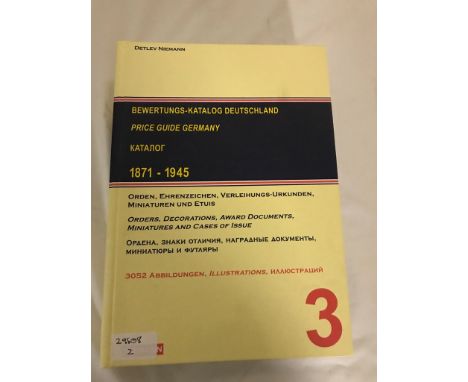 DETLEV NIEMANN
BEWERTUNGS-KATALOG DEUTSCHLAND
PRICE GUIDE GERMANY
КАТАЛОГ
1871 - 1945
ORDEN, EHRENZEICHEN, VERLEIHUNGS-URKUNDEN,
MINIATUREN UND ETUIS
ORDERS, DECORATIONS, AWARD DOCUMENTS,
MINIATURES AND CASES OF ISSUE
ОРДЕНА, ЗНАКИ ОТЛИЧИЯ, НАГРАДНЫЕ ДОКУМЕНТЫ,
МИНИАТЮРЫ И ФУТЛЯРЫ
3052 ABBILDUNGEN, ILLUSTRATIONS, ИЛЛЮСТРАЦИЙ
3
2